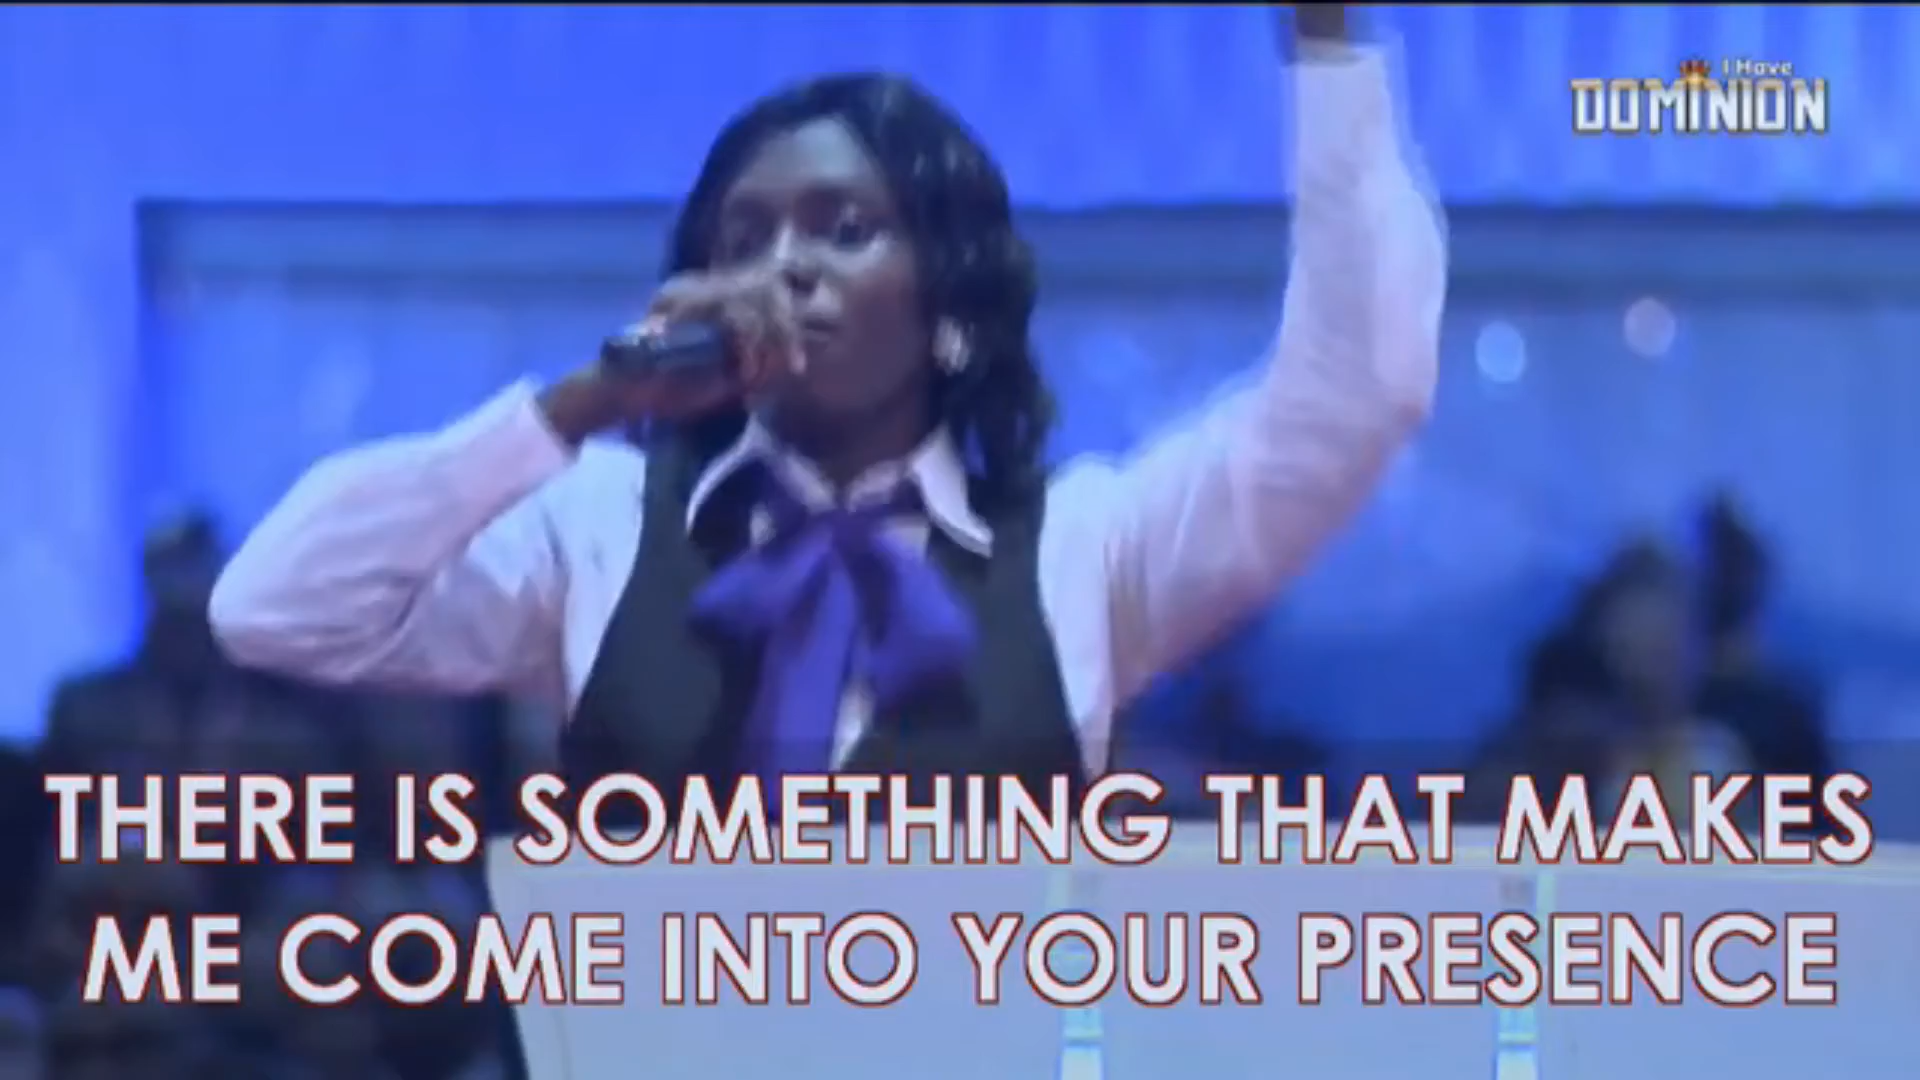 I Have
DOMINION
THERE IS SOMETHING THAT MAKES
ME COME INTO YOUR PRESENCE